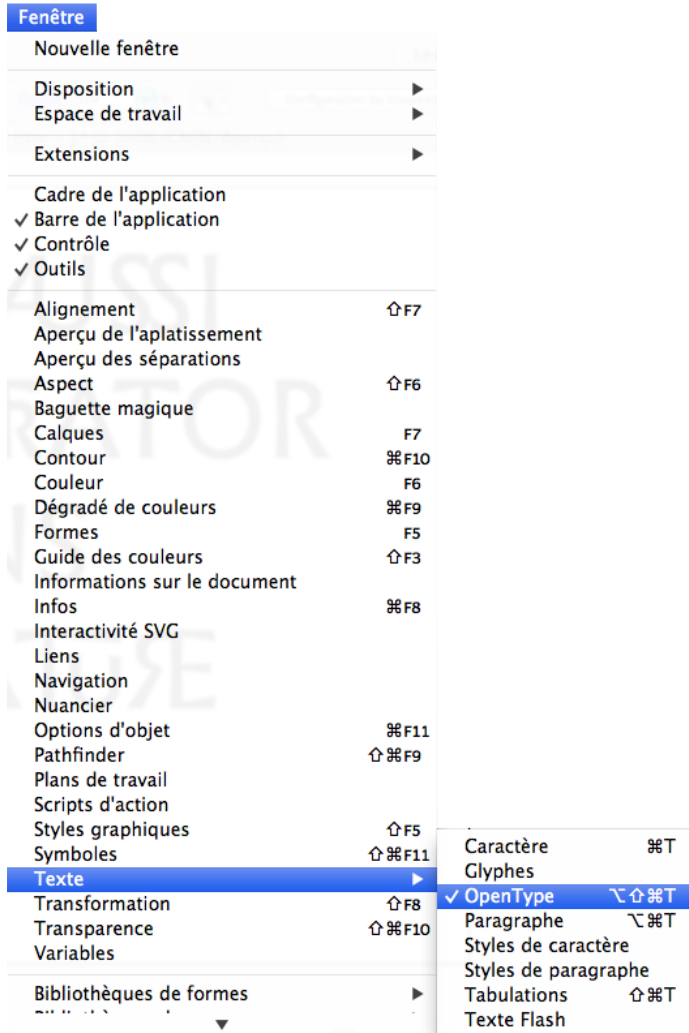 Fenêtre
Nouvelle fenêtre
Disposition ▶
Espace de travail ▶
Extensions ▶
Cadre de l'application
✓ Barre de l'application
✓ Contrôle
✓ Outils
Alignement ⇧F7
Aperçu de l'aplatissement
Aperçu des séparations
Aspect ⇧F6
Baguette magique
Calques F7
Contour ⌘F10
Couleur F6
Dégradé de couleurs ⌘F9
Formes F5
Guide des couleurs ⇧F3
Informations sur le document
Infos ⌘F8
Interactivité SVG
Liens
Navigation
Nuancier
Options d'objet ⌘F11
Pathfinder ⇧⌘F9
Plans de travail
Scripts d'action
Styles graphiques ⇧F5
Symboles ⇧⌘F11
Texte ▶
Transformation ⇧F8
Transparence ⇧⌘F10
Variables
Bibliothèques de formes ▶
Caractère ⌘T
Glyphes
✓ OpenType ⌥⇧⌘T
Paragraphe ⌥⌘T
Styles de caractère
Styles de paragraphe
Tabulations ⇧⌘T
Texte Flash